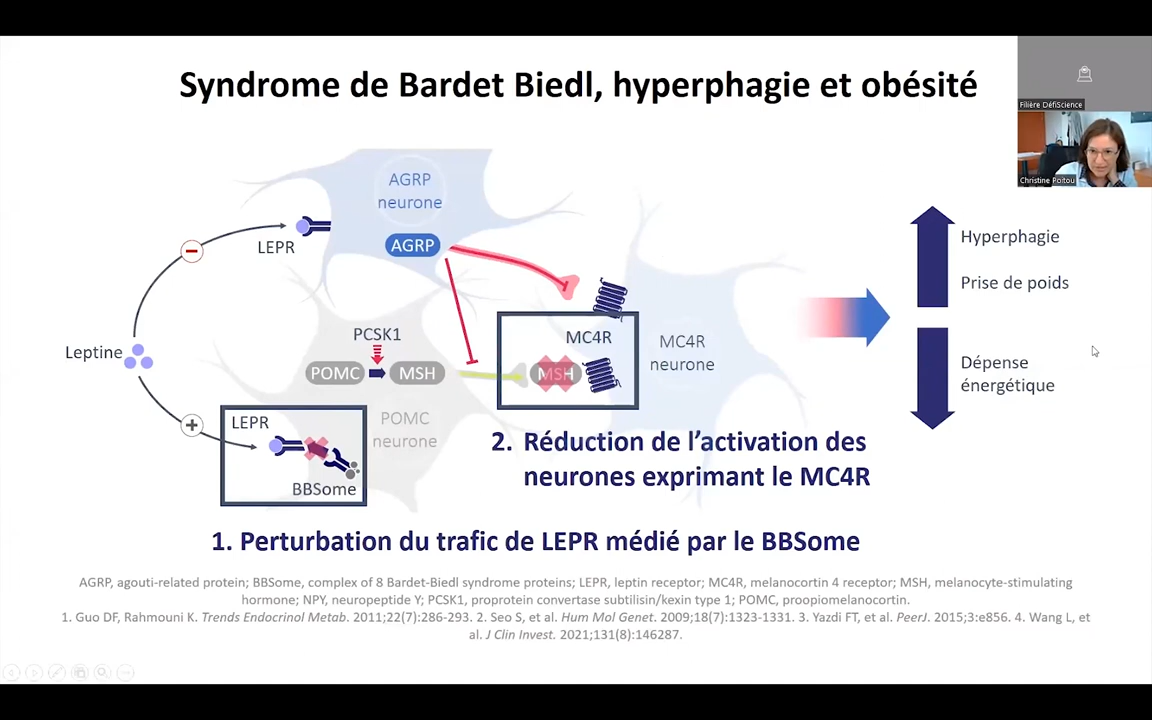 Syndrome de Bardet Biedl, hyperphagie et obésité
Filière DéfiScience
Christine Poitou
AGRP
neurone
LEPR
AGRP
Hyperphagie
Prise de poids
PCSK1
MC4R
MC4R
neurone
Leptine
POMC
MSH
MSH
Dépense
énergétique
LEPR
POMC
neurone
BBSome
2. Réduction de l’activation des
neurones exprimant le MC4R
1. Perturbation du trafic de LEPR médié par le BBSome
AGRP, agouti-related protein; BBSome, complex of 8 Bardet-Biedl syndrome proteins; LEPR, leptin receptor; MC4R, melanocortin 4 receptor; MSH, melanocyte-stimulating
hormone; NPY, neuropeptide Y; PCSK1, proprotein convertase subtilisin/kexin type 1; POMC, proopiomelanocortin.
1. Guo DF, Rahmouni K. Trends Endocrinol Metab. 2011;22(7):286-293. 2. Seo S, et al. Hum Mol Genet. 2009;18(7):1323-1331. 3. Yazdi FT, et al. PeerJ. 2015;3:e856. 4. Wang L, et
al. J Clin Invest. 2021;131(8):146287.